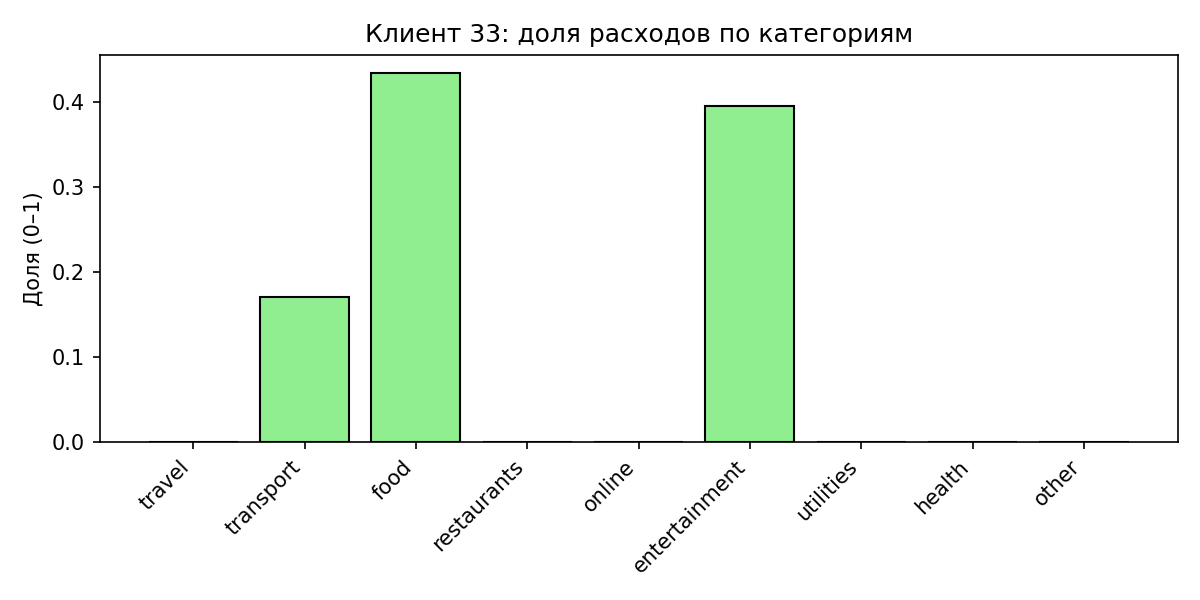 Клиент 33: доля расходов по категориям
Доля (0–1)
0.4
0.3
0.2
0.1
0.0
travel
transport
food
restaurants
online
entertainment
utilities
health
other